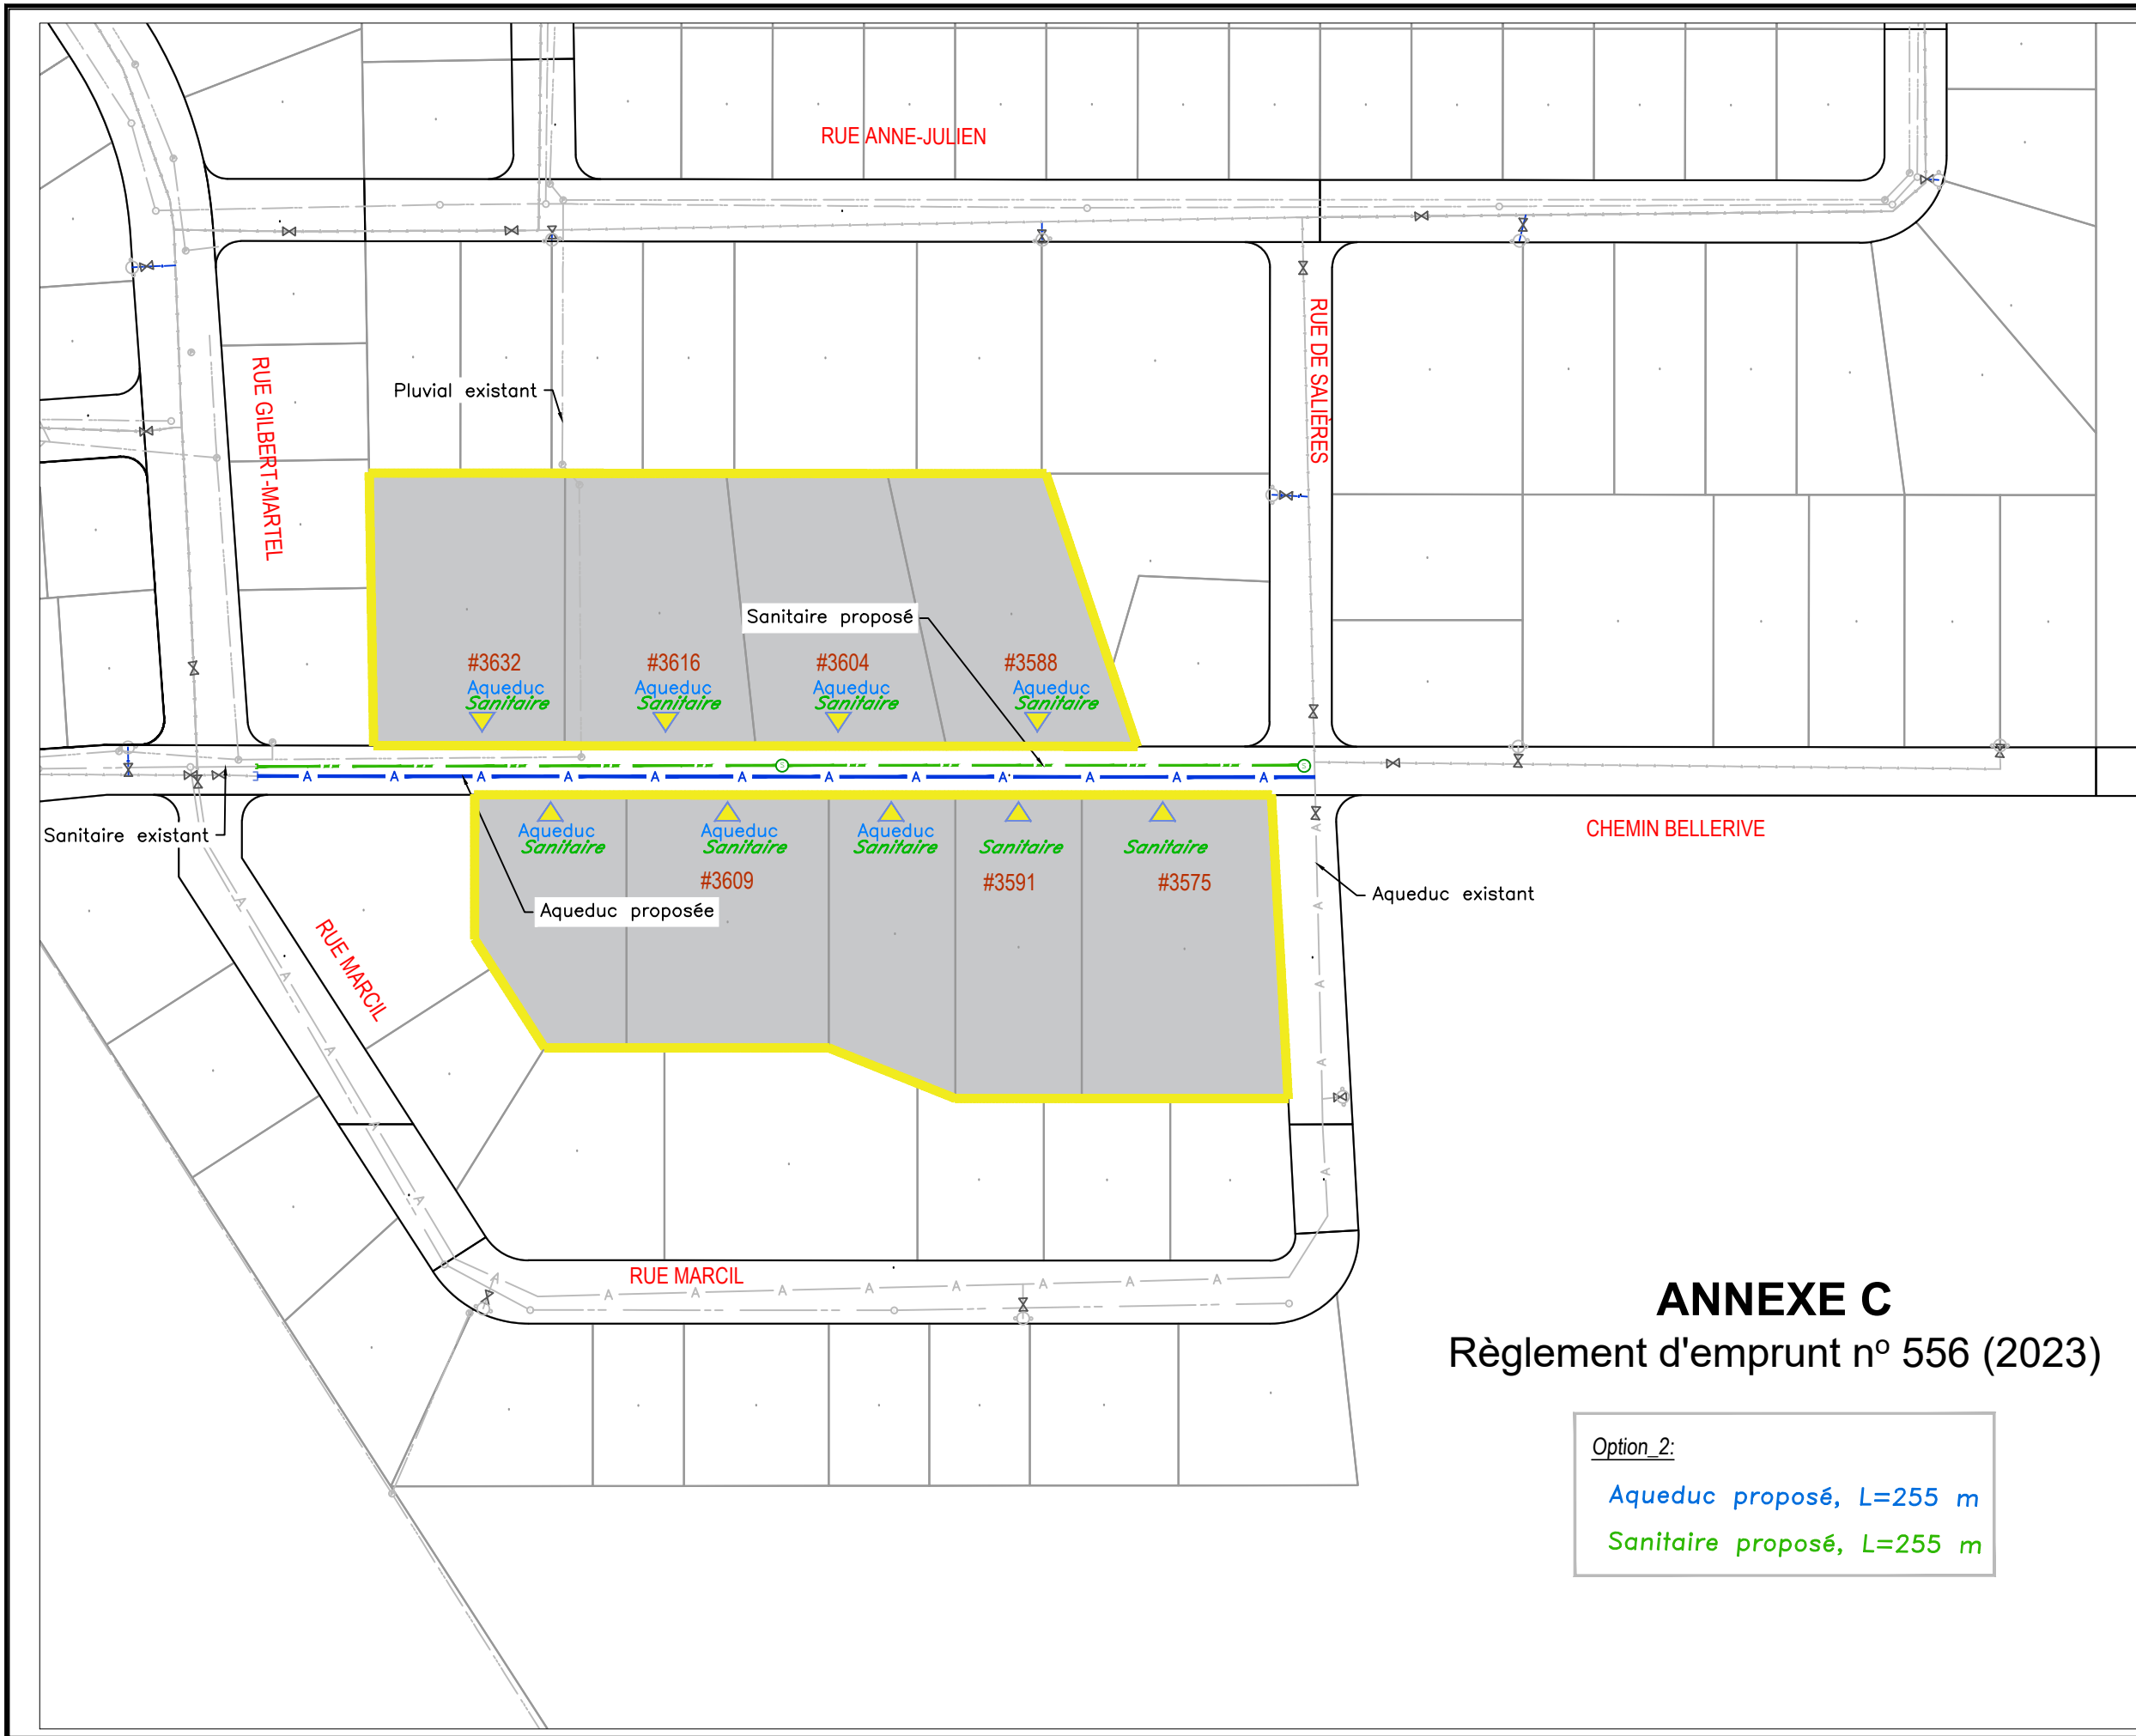 RUE ANNE-JULIEN
RUE DE SALIÉRES
RUE GILBERT-MARTEL
Pluvial existant
Sanitaire proposé
#3632
Aqueduc
Sanitaire
#3616
Aqueduc
Sanitaire
#3604
Aqueduc
Sanitaire
#3588
Aqueduc
Sanitaire
A A A A A A A A A A A A
Sanitaire existant
Aqueduc
Sanitaire
Aqueduc
Sanitaire
#3609
Aqueduc
Sanitaire
Sanitaire
#3591
Sanitaire
#3575
CHEMIN BELLERIVE
Aqueduc proposée
Aqueduc existant
RUE MARCIL
RUE MARCIL
A A A A A A A A
ANNEXE C
Règlement d'emprunt nº 556 (2023)
Option_2:
Aqueduc proposé, L=255 m
Sanitaire proposé, L=255 m